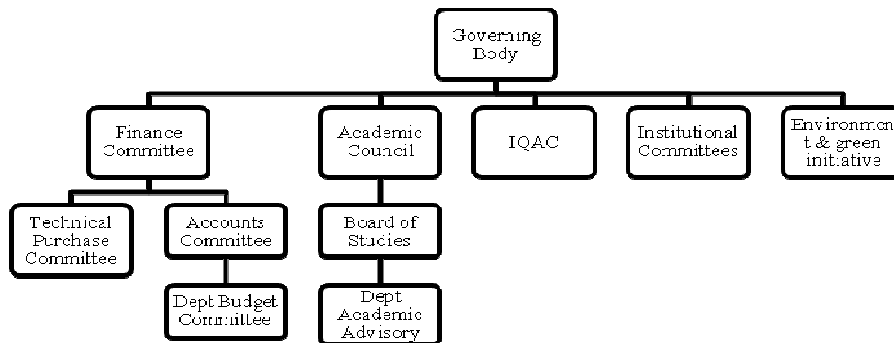 Governing
Body
Finance
Committee
Academic
Council
IQAC
Institutional
Committees
Environmen
t & green
initiative
Technical
Purchase
Committee
Accounts
Committee
Board of
Studies
Dept Budget
Committee
Dept
Academic
Advisory